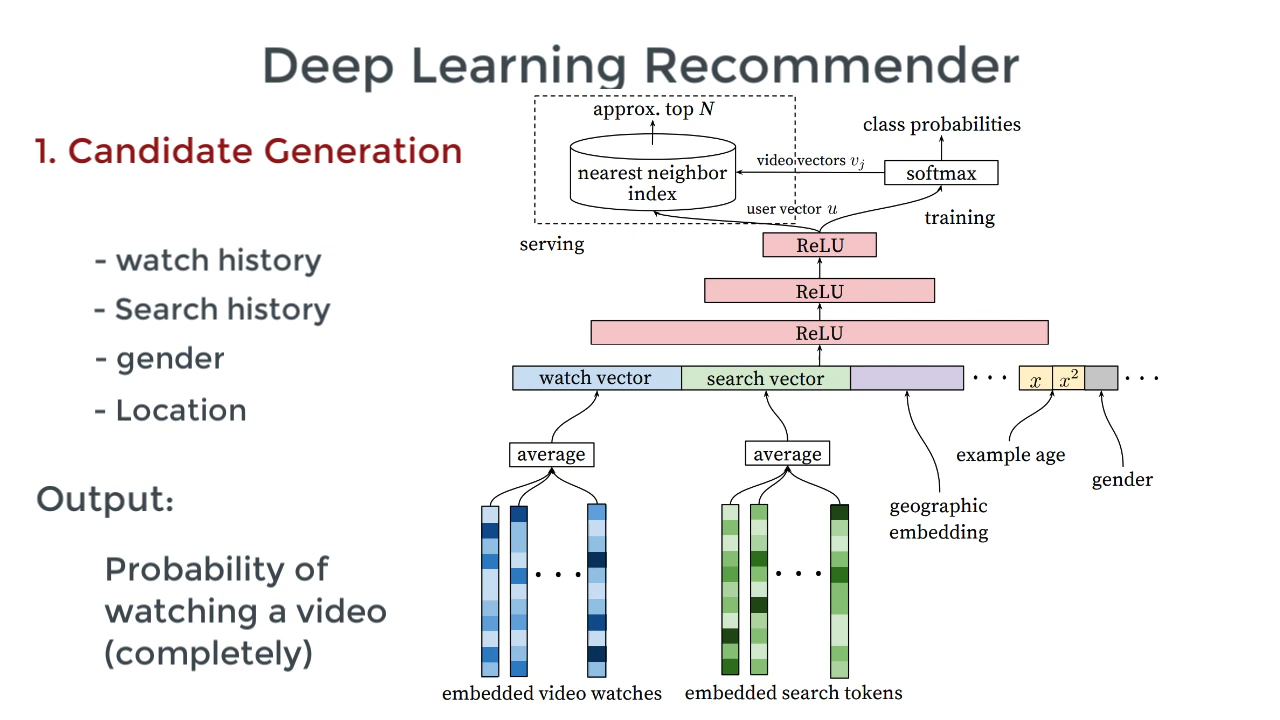 Deep Learning Recommender
1. Candidate Generation
- watch history
- Search history
- gender
- Location
Output:
Probability of
watching a video
(completely)
approx. top N
class probabilities
nearest neighbor
index
video vectors v_j
softmax
user vector u
training
serving
ReLU
ReLU
ReLU
watch vector
search vector
. . .
x
x²
. . .
average
average
example age
gender
geographic
embedding
. . .
. . .
embedded video watches
embedded search tokens